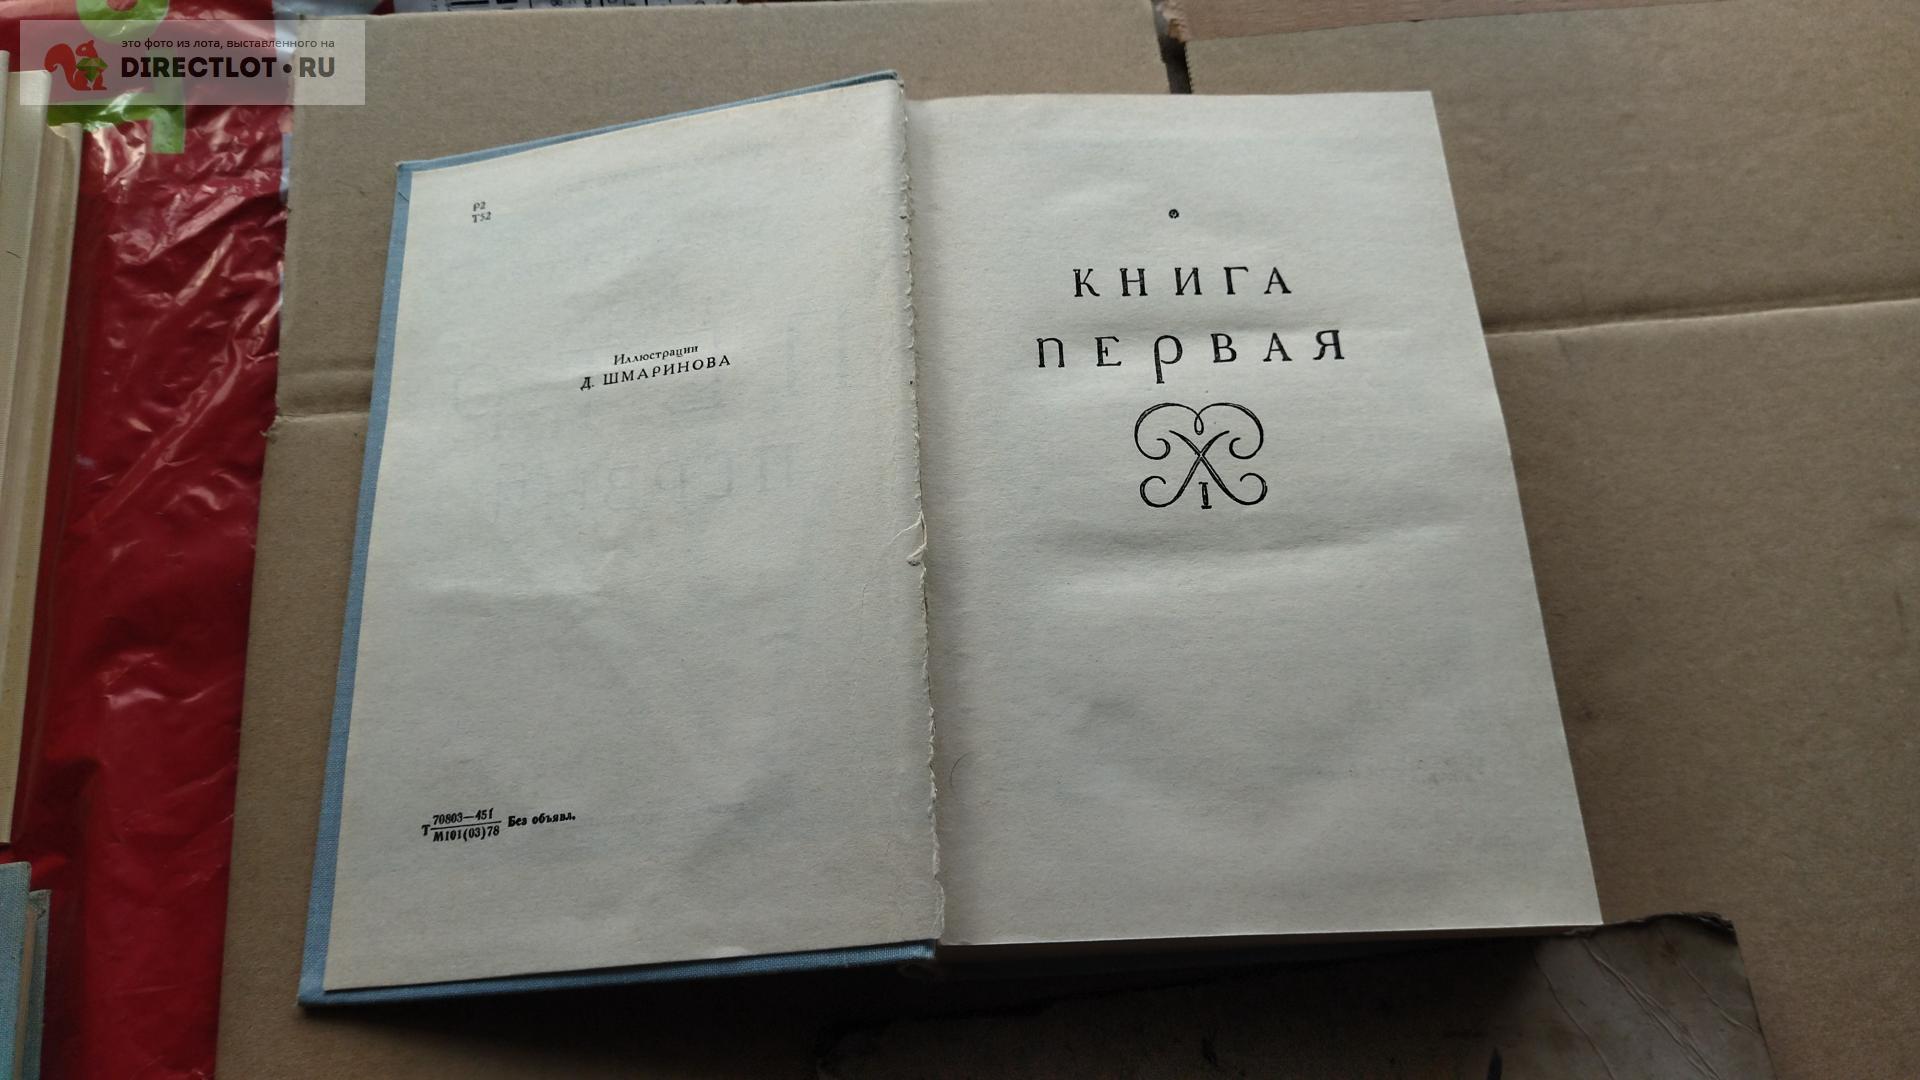 это фото из лота, выставленного на
DIRECTLOT•RU
Р2
Т52
Иллюстрации
Д. ШМАРИНОВА
Т 70803—451
М101(03)78 Без объявл.
КНИГА
ПЕРВАЯ
I